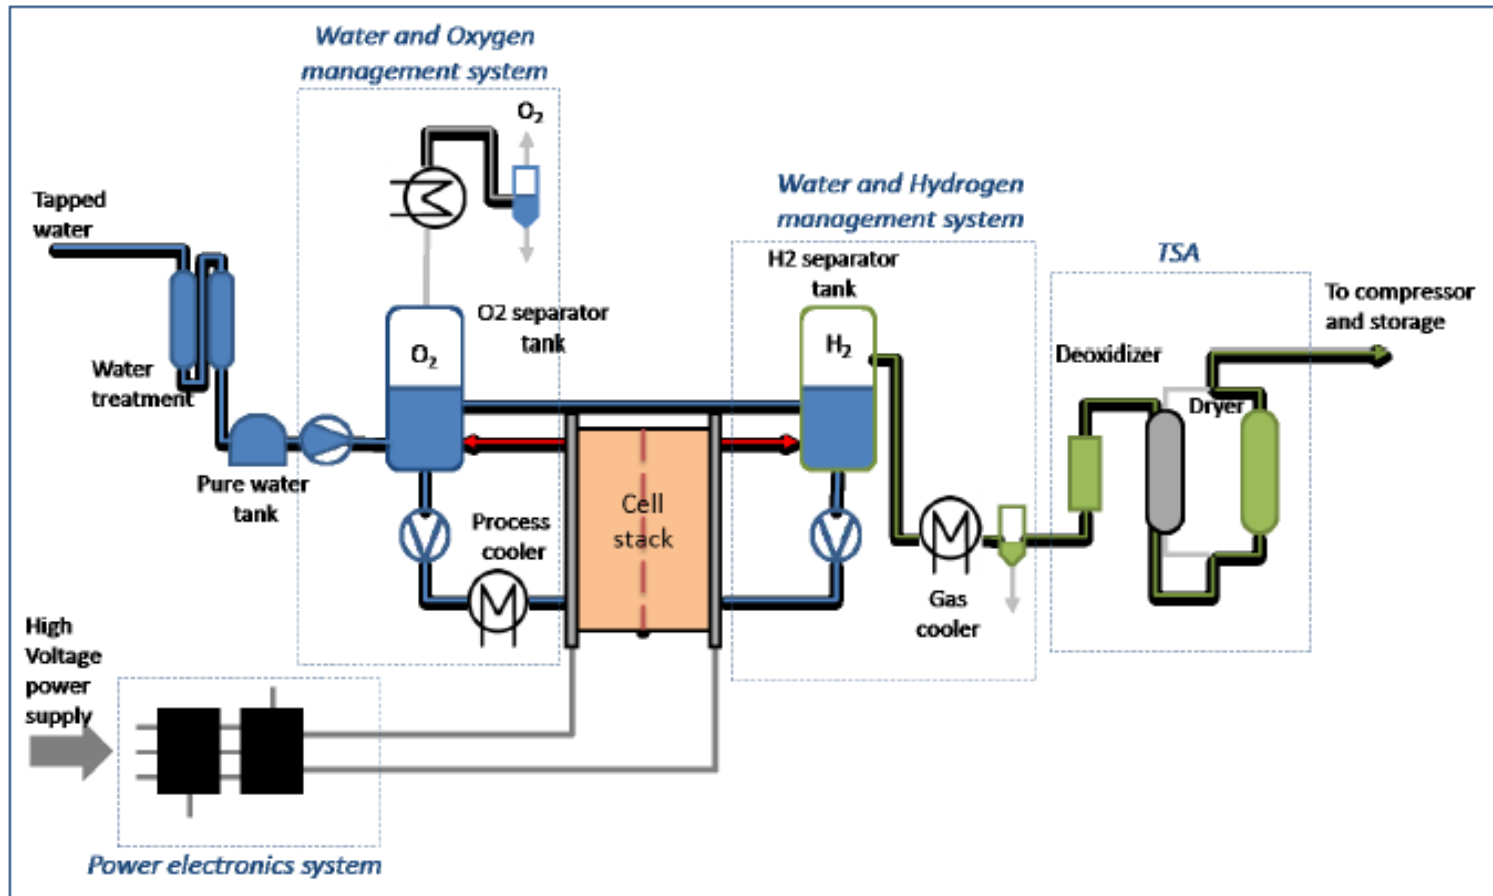 Water and Oxygen
management system
O2
Tapped
water
Water and Hydrogen
management system
H2 separator
tank
TSA
To compressor
and storage
O2 separator
tank
O2
H2
Deoxidizer
Water
treatment
Dryer
Pure water
tank
Process
cooler
Cell
stack
Gas
cooler
High
Voltage
power
supply
Power electronics system